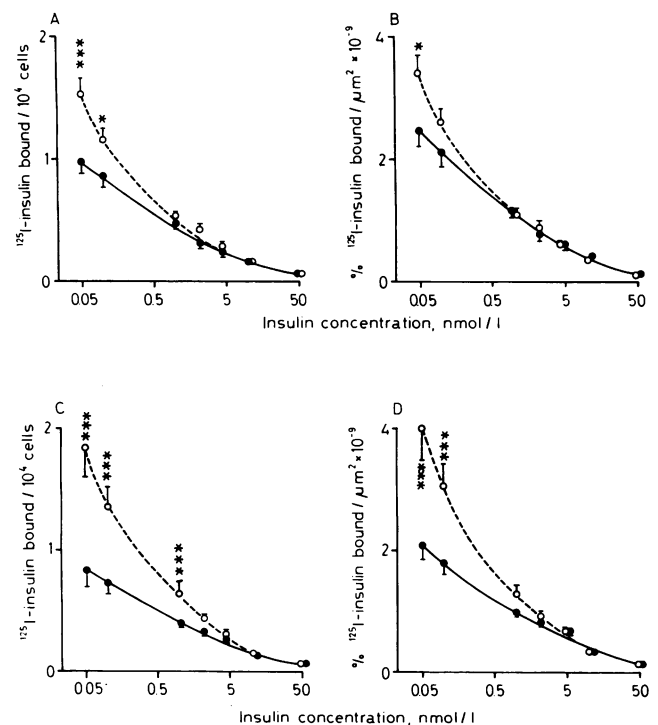 A
2
1
0
¹²⁵I-insulin bound / 10⁴ cells
***
*
0.05 0.5 5 50
B
4
2
0
% ¹²⁵I-insulin bound / μm² × 10⁻⁹
*
0.05 0.5 5 50
Insulin concentration, nmol / l
C
2
1
0
¹²⁵I-insulin bound / 10⁴ cells
***
***
***
0.05 0.5 5 50
D
4
2
0
% ¹²⁵I-insulin bound / μm² × 10⁻⁹
***
***
0.05 0.5 5 50
Insulin concentration, nmol / l